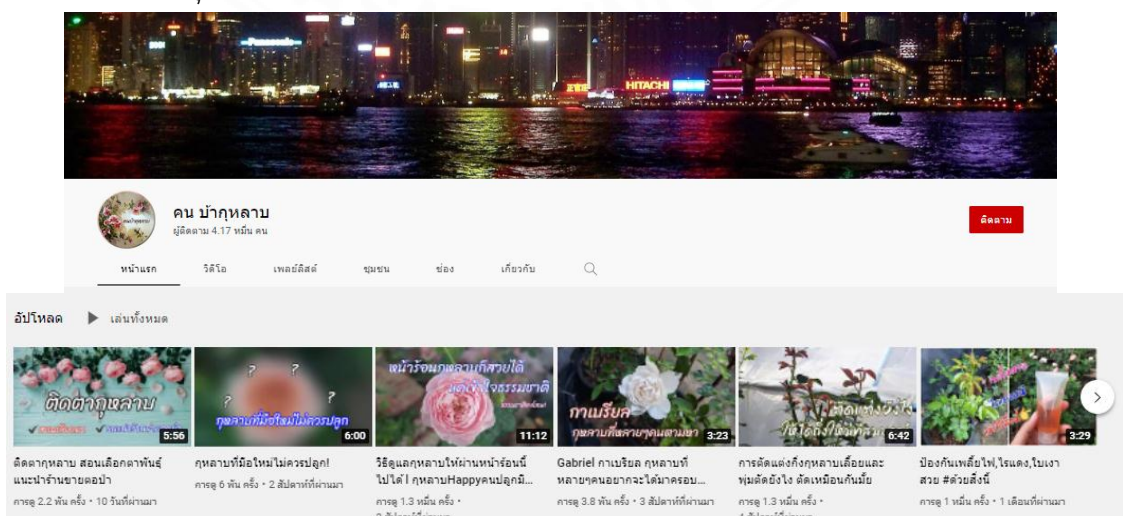 Panasonic
HITACHI
คน บ้ากุหลาบ
ผู้ติดตาม 4.17 หมื่น คน
ติดตาม
หน้าแรก วิดีโอ เพลย์ลิสต์ ชุมชน ช่อง เกี่ยวกับ
อัปโหลด เล่นทั้งหมด
ติดตากุหลาบ
5:56
? ?
? ?
กุหลาบที่มือใหม่ไม่ควรปลูก
6:00
หน้าร้อนกุหลาบก็สวยได้
11:12
กาเบรียล
กุหลาบที่หลายๆคนตามหา
3:23
6:42
3:29
ติดตากุหลาบ สอนเลือกตาพันธุ์
แนะนำร้านขายตอป่า
การดู 2.2 พัน ครั้ง • 10 วันที่ผ่านมา
กุหลาบที่มือใหม่ไม่ควรปลูก!
การดู 6 พัน ครั้ง • 2 สัปดาห์ที่ผ่านมา
วิธีดูแลกุหลาบให้ผ่านหน้าร้อนนี้
ไปได้ I กุหลาบHappyคนปลูกมี...
การดู 1.3 หมื่น ครั้ง •
Gabriel กาเบรียล กุหลาบที่
หลายๆคนอยากจะได้มาครอบ...
การดู 3.8 พัน ครั้ง • 3 สัปดาห์ที่ผ่านมา
การตัดแต่งกิ่งกุหลาบเลื้อยและ
พุ่มตัดยังไง ตัดเหมือนกันมั้ย
การดู 1.3 หมื่น ครั้ง •
ป้องกันเพลี้ยไฟ,ไรแดง,ใบเงา
สวย #ด้วยสิ่งนี้
การดู 1 หมื่น ครั้ง • 1 เดือนที่ผ่านมา